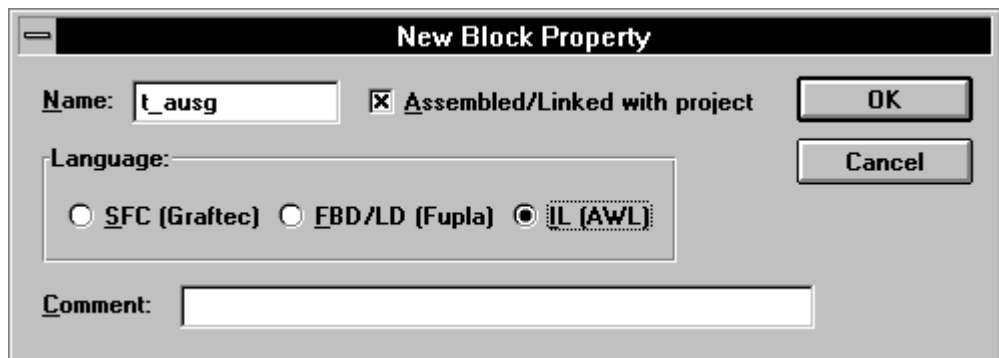 New Block Property
Name: t_ausg Assembled/Linked with project OK
Language: Cancel
SFC (Graftec) FBD/LD (Fupla) IL (AWL)
Comment: